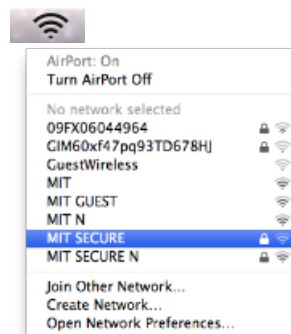 AirPort: On
Turn AirPort Off
No network selected
09FX06044964
GIM60xf47pq93TD678HJ
GuestWireless
MIT
MIT GUEST
MIT N
MIT SECURE
MIT SECURE N
Join Other Network...
Create Network...
Open Network Preferences...